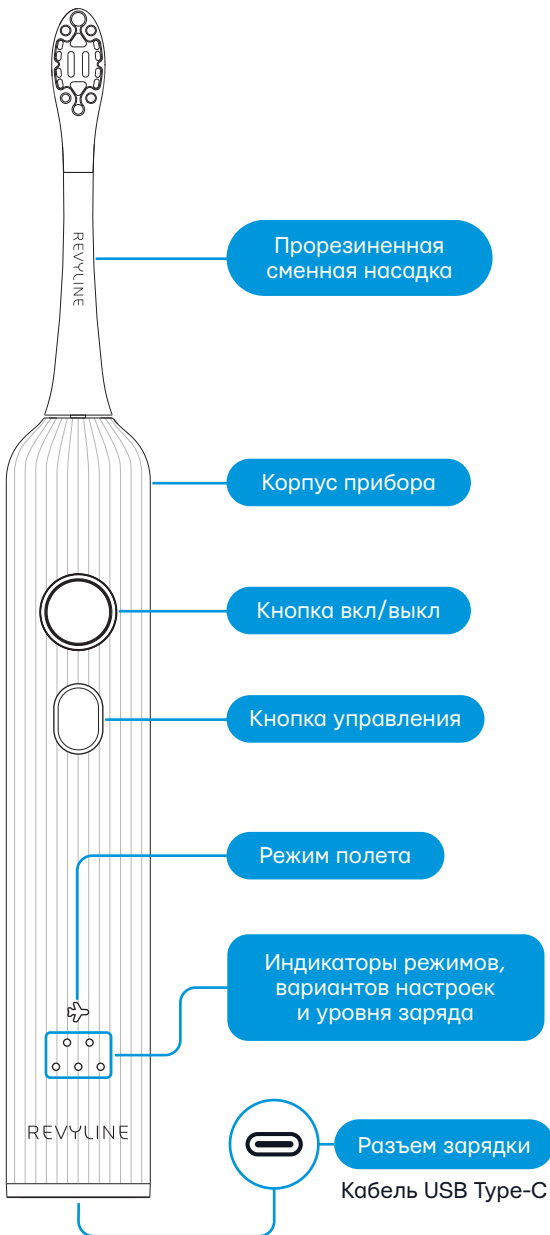 REVYLINE
Прорезиненная
сменная насадка
Корпус прибора
Кнопка вкл/выкл
Кнопка управления
Режим полета
Индикаторы режимов,
вариантов настроек
и уровня заряда
REVYLINE
Разъем зарядки
Кабель USB Type-C